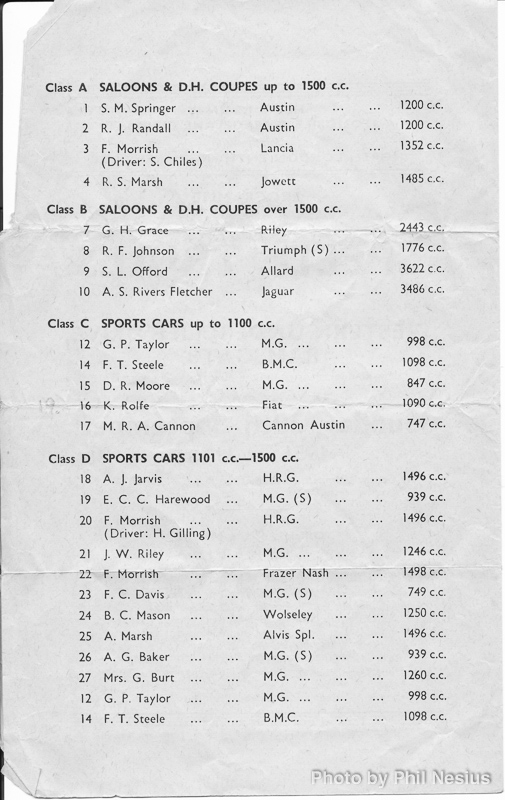 Class A SALOONS & D.H. COUPES up to 1500 c.c.
1 S. M. Springer ... ... Austin ... ... 1200 c.c.
2 R. J. Randall ... ... Austin ... ... 1200 c.c.
3 F. Morrish ... ... Lancia ... ... 1352 c.c.
(Driver: S. Chiles)
4 R. S. Marsh ... ... Jowett ... ... 1485 c.c.
Class B SALOONS & D.H. COUPES over 1500 c.c.
7 G. H. Grace ... ... Riley ... ... 2443 c.c.
8 R. F. Johnson ... ... Triumph (S) ... ... 1776 c.c.
9 S. L. Offord ... ... Allard ... ... 3622 c.c.
10 A. S. Rivers Fletcher ... Jaguar ... ... 3486 c.c.
Class C SPORTS CARS up to 1100 c.c.
12 G. P. Taylor ... ... M.G. ... ... ... 998 c.c.
14 F. T. Steele ... ... B.M.C. ... ... 1098 c.c.
15 D. R. Moore ... ... M.G. ... ... ... 847 c.c.
19. 16 K. Rolfe ... ... Fiat ... ... ... 1090 c.c.
17 M. R. A. Cannon ... Cannon Austin ... 747 c.c.
Class D SPORTS CARS 1101 c.c.—1500 c.c.
18 A. J. Jarvis ... ... H.R.G. ... ... 1496 c.c.
19 E. C. C. Harewood ... M.G. (S) ... ... 939 c.c.
20 F. Morrish ... ... H.R.G. ... ... 1496 c.c.
(Driver: H. Gilling)
21 J. W. Riley ... ... M.G. ... ... ... 1246 c.c.
22 F. Morrish ... ... Frazer Nash ... ... 1498 c.c.
23 F. C. Davis ... ... M.G. (S) ... ... 749 c.c.
24 B. C. Mason ... ... Wolseley ... ... 1250 c.c.
25 A. Marsh ... ... Alvis Spl. ... ... 1496 c.c.
26 A. G. Baker ... ... M.G. (S) ... ... 939 c.c.
27 Mrs. G. Burt ... ... M.G. ... ... ... 1260 c.c.
12 G. P. Taylor ... ... M.G. ... ... ... 998 c.c.
14 F. T. Steele ... ... B.M.C. ... ... 1098 c.c.
Photo by Phil Nesius